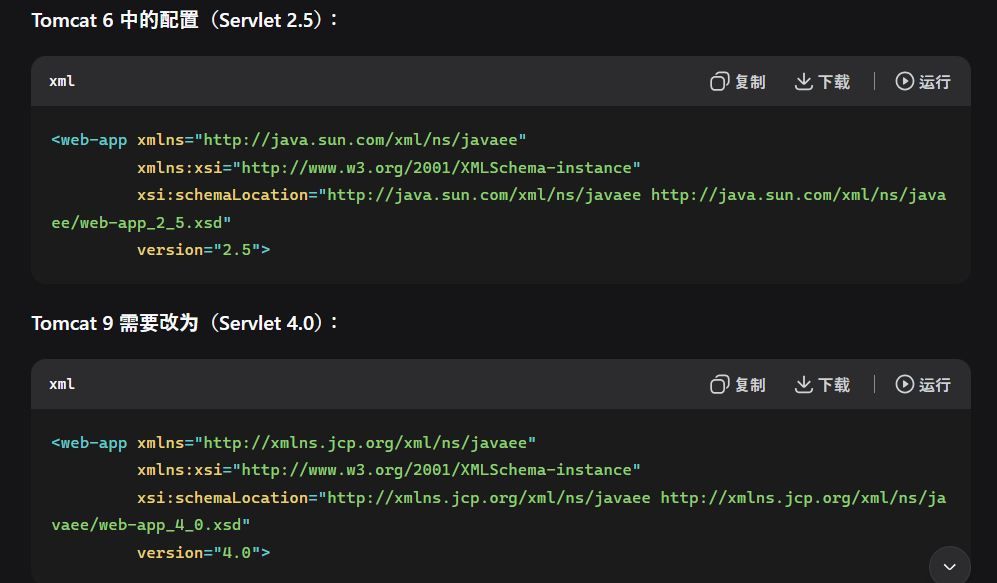 Tomcat 6 中的配置（Servlet 2.5）：
xml 复制 下载 运行
<web-app xmlns="http://java.sun.com/xml/ns/javaee"
xmlns:xsi="http://www.w3.org/2001/XMLSchema-instance"
xsi:schemaLocation="http://java.sun.com/xml/ns/javaee http://java.sun.com/xml/ns/java
ee/web-app_2_5.xsd"
version="2.5">
Tomcat 9 需要改为（Servlet 4.0）：
xml 复制 下载 运行
<web-app xmlns="http://xmlns.jcp.org/xml/ns/javaee"
xmlns:xsi="http://www.w3.org/2001/XMLSchema-instance"
xsi:schemaLocation="http://xmlns.jcp.org/xml/ns/javaee http://xmlns.jcp.org/xml/ns/ja
vaee/web-app_4_0.xsd"
version="4.0">